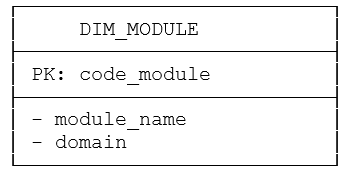 DIM_MODULE
PK: code_module
- module_name
- domain